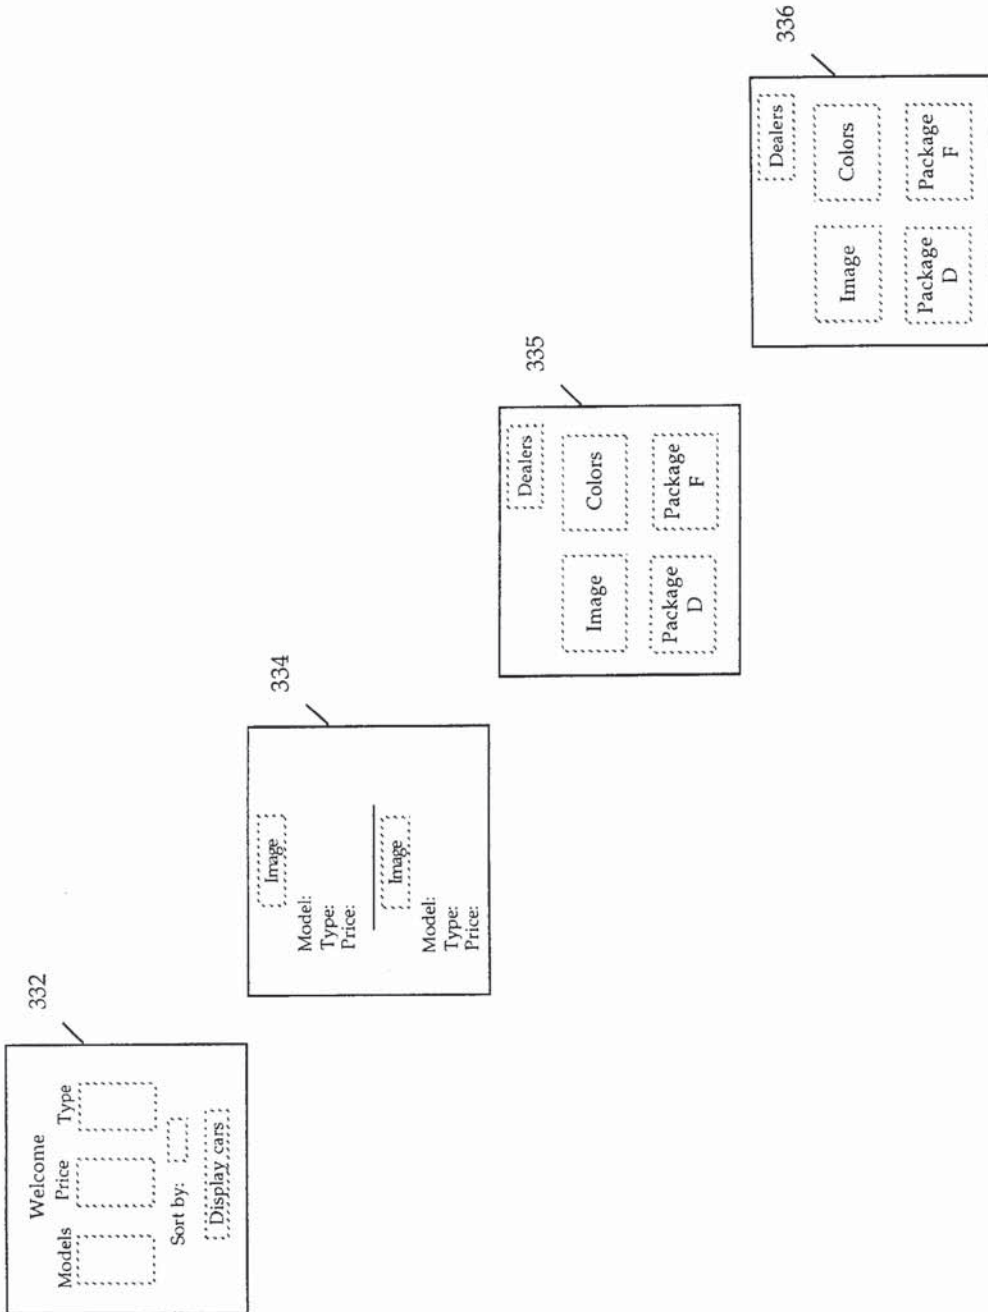 332
Welcome
Models Price Type
Sort by:
Display cars
334
Image
Model:
Type:
Price:
Image
Model:
Type:
Price:
335
Dealers
Image Colors
Package D Package F
336
Dealers
Image Colors
Package D Package F